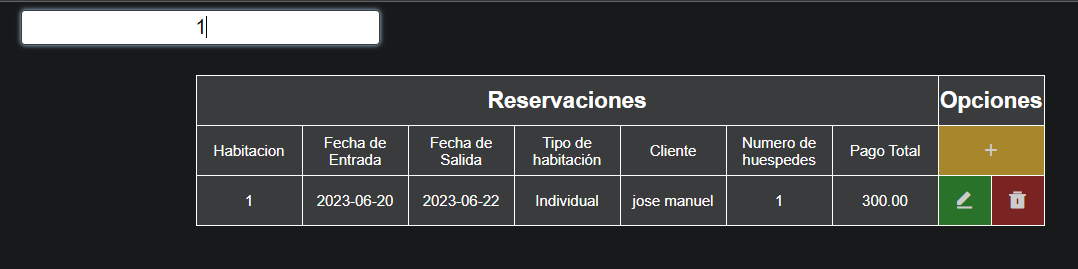 1
Reservaciones Opciones
Habitacion Fecha de Entrada Fecha de Salida Tipo de habitación Cliente Numero de huespedes Pago Total +
1 2023-06-20 2023-06-22 Individual jose manuel 1 300.00